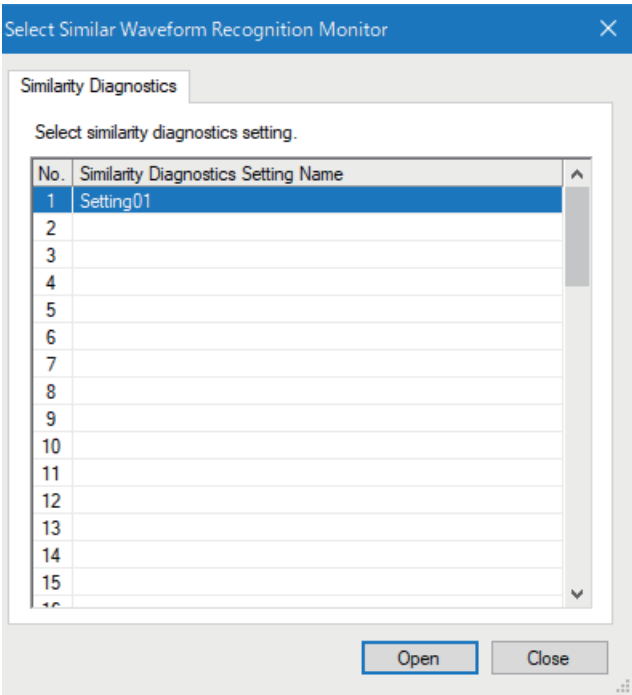 Select Similar Waveform Recognition Monitor
Similarity Diagnostics
Select similarity diagnostics setting.
No. Similarity Diagnostics Setting Name
1 Setting01
2
3
4
5
6
7
8
9
10
11
12
13
14
15
Open Close